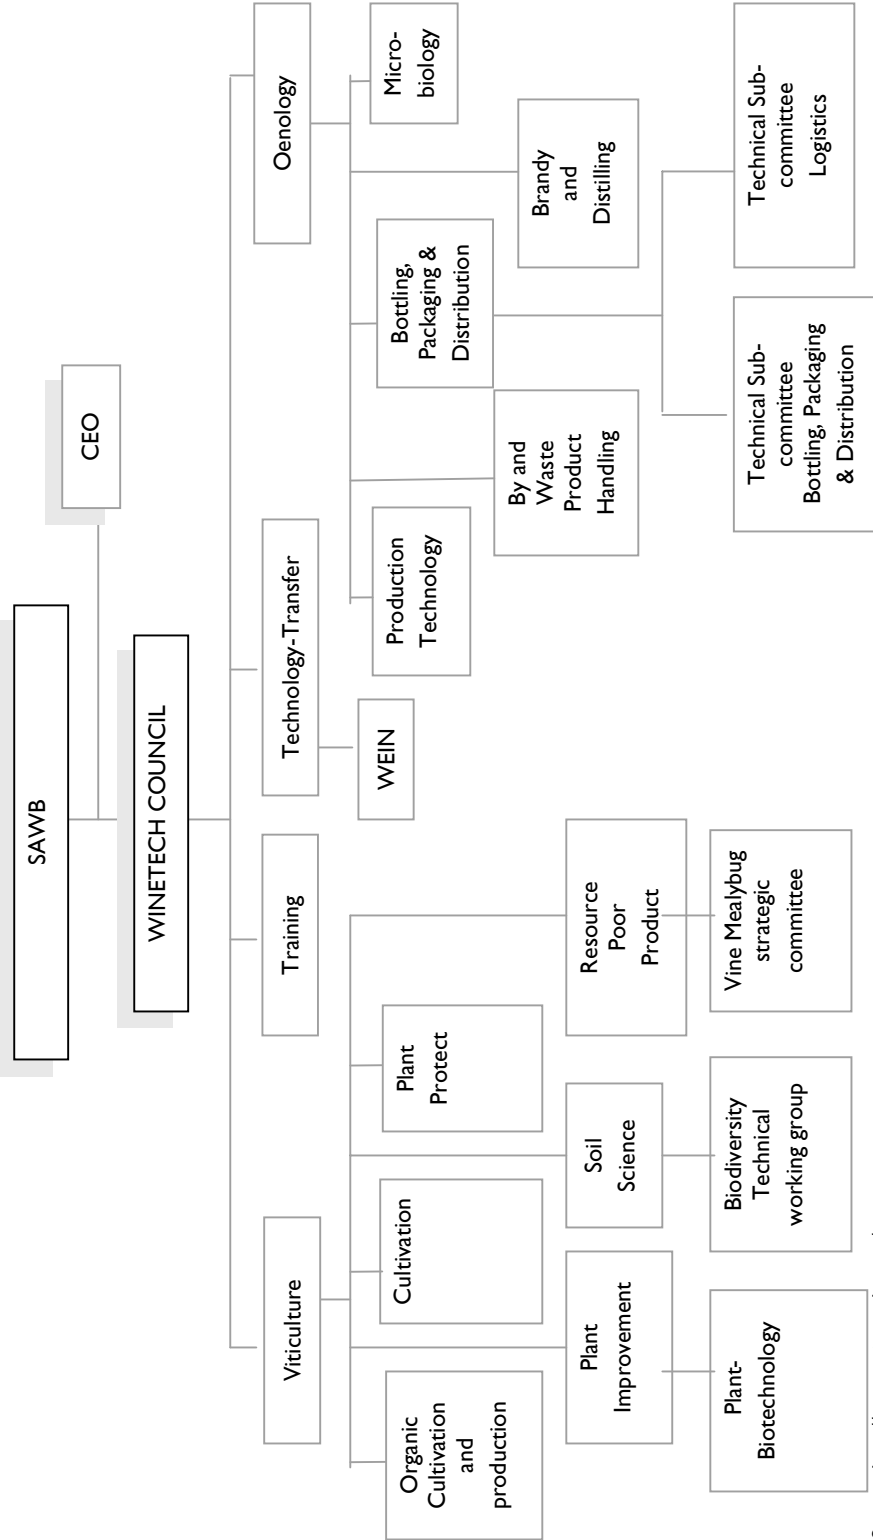 SAWB
CEO
WINETECH COUNCIL
Viticulture
Training
Technology-Transfer
Oenology
Organic
Cultivation
and
production
Cultivation
Plant
Protect
WEIN
Production
Technology
Bottling,
Packaging &
Distribution
Micro-
biology
Plant
Improvement
Soil
Science
Resource
Poor
Product
By and
Waste
Product
Handling
Brandy
and
Distilling
Plant-
Biotechnology
Biodiversity
Technical
working group
Vine Mealybug
strategic
committee
Technical Sub-
committee
Bottling, Packaging
& Distribution
Technical Sub-
committee
Logistics